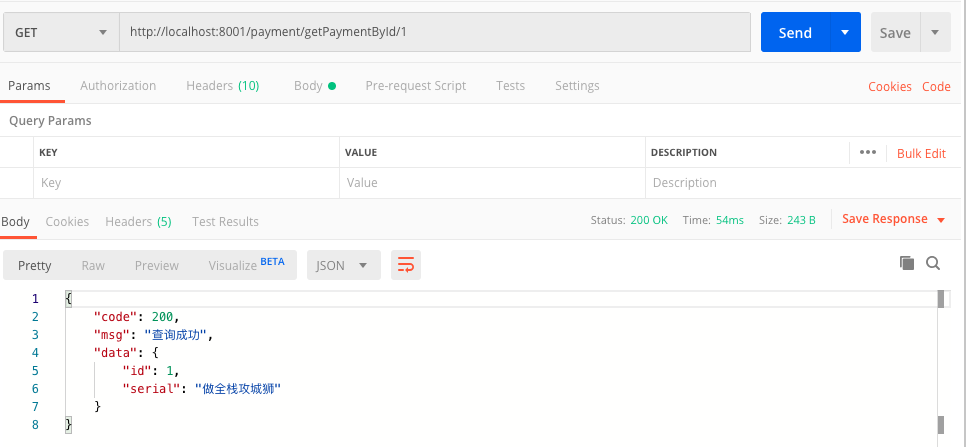 GET http://localhost:8001/payment/getPaymentById/1 Send Save
Params Authorization Headers (10) Body Pre-request Script Tests Settings Cookies Code
Query Params
KEY VALUE DESCRIPTION ••• Bulk Edit
Key Value Description
Body Cookies Headers (5) Test Results Status: 200 OK Time: 54ms Size: 243 B Save Response
Pretty Raw Preview Visualize BETA JSON
1 {
2 "code": 200,
3 "msg": "查询成功",
4 "data": {
5 "id": 1,
6 "serial": "做全栈攻城狮"
7 }
8 }